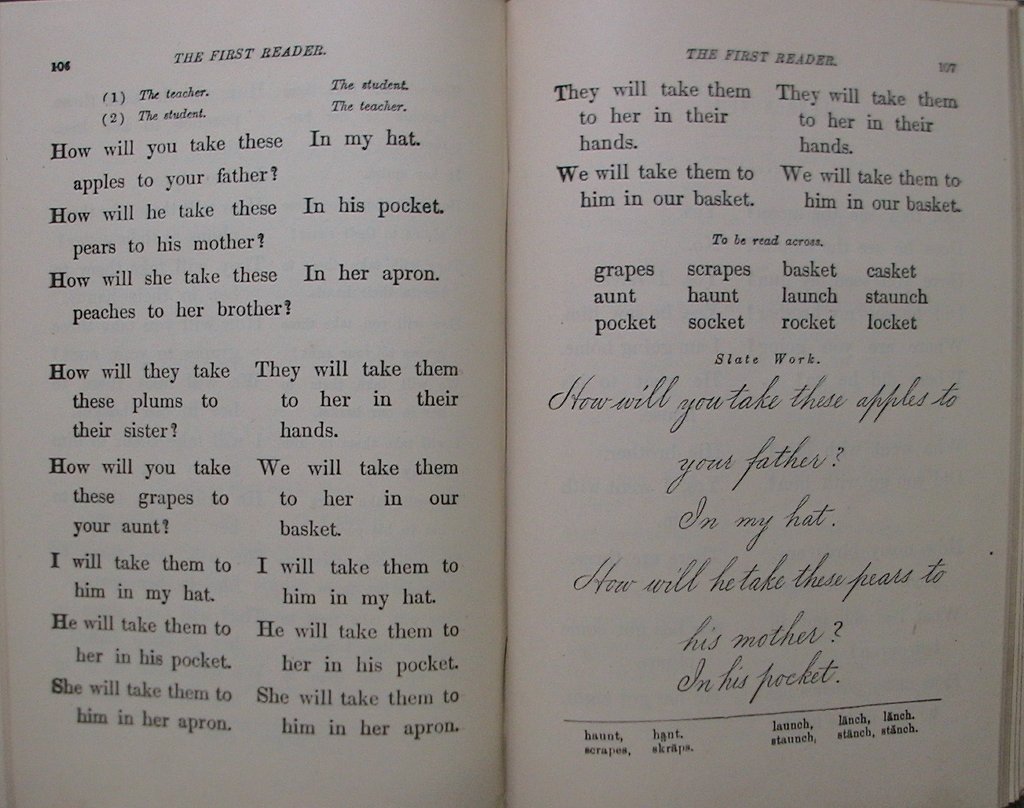 106
THE FIRST READER.
(1) The teacher. The student.
(2) The student. The teacher.
How will you take these In my hat.
apples to your father?
How will he take these In his pocket.
pears to his mother?
How will she take these In her apron.
peaches to her brother?
How will they take They will take them
these plums to to her in their
their sister? hands.
How will you take We will take them
these grapes to to her in our
your aunt? basket.
I will take them to I will take them to
him in my hat. him in my hat.
He will take them to He will take them to
her in his pocket. her in his pocket.
She will take them to She will take them to
him in her apron. him in her apron.
THE FIRST READER.
107
They will take them They will take them
to her in their to her in their
hands. hands.
We will take them to We will take them to
him in our basket. him in our basket.
To be read across.
grapes scrapes basket casket
aunt haunt launch staunch
pocket socket rocket locket
Slate Work.
How will you take these apples to
your father?
In my hat.
How will he take these pears to
his mother?
In his pocket.
haunt, launch,
scrapes, skrāps. staunch,